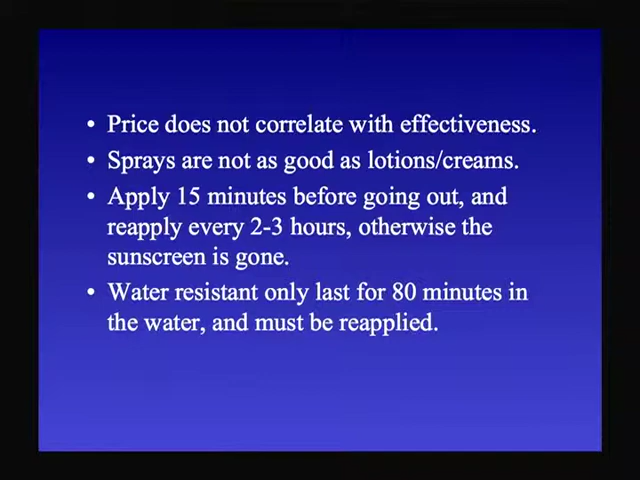 • Price does not correlate with effectiveness.
• Sprays are not as good as lotions/creams.
• Apply 15 minutes before going out, and
reapply every 2-3 hours, otherwise the
sunscreen is gone.
• Water resistant only last for 80 minutes in
the water, and must be reapplied.